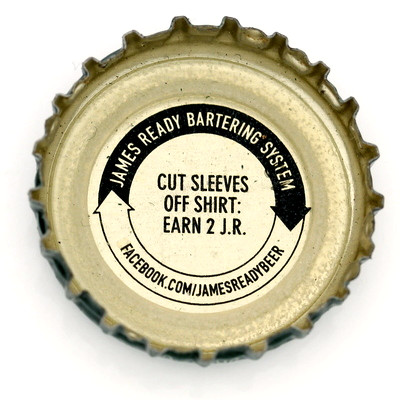 JAMES READY BARTERING SYSTEM
CUT SLEEVES
OFF SHIRT:
EARN 2 J.R.
FACEBOOK.COM/JAMESREADYBEER